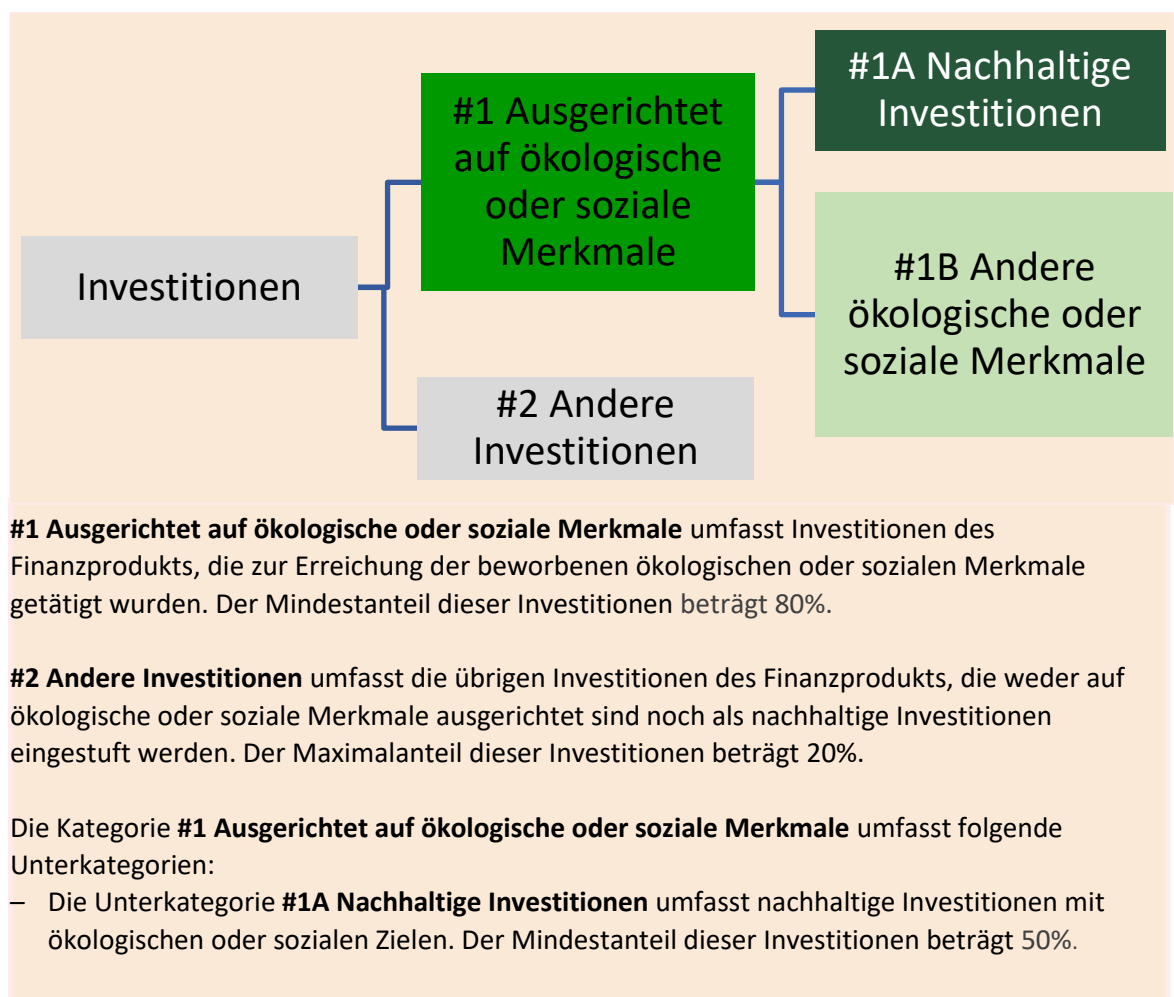 #1A Nachhaltige
Investitionen
#1 Ausgerichtet
auf ökologische
oder soziale
Merkmale
#1B Andere
ökologische oder
soziale Merkmale
Investitionen
#2 Andere
Investitionen
#1 Ausgerichtet auf ökologische oder soziale Merkmale umfasst Investitionen des
Finanzprodukts, die zur Erreichung der beworbenen ökologischen oder sozialen Merkmale
getätigt wurden. Der Mindestanteil dieser Investitionen beträgt 80%.
#2 Andere Investitionen umfasst die übrigen Investitionen des Finanzprodukts, die weder auf
ökologische oder soziale Merkmale ausgerichtet sind noch als nachhaltige Investitionen
eingestuft werden. Der Maximalanteil dieser Investitionen beträgt 20%.
Die Kategorie #1 Ausgerichtet auf ökologische oder soziale Merkmale umfasst folgende
Unterkategorien:
– Die Unterkategorie #1A Nachhaltige Investitionen umfasst nachhaltige Investitionen mit
ökologischen oder sozialen Zielen. Der Mindestanteil dieser Investitionen beträgt 50%.